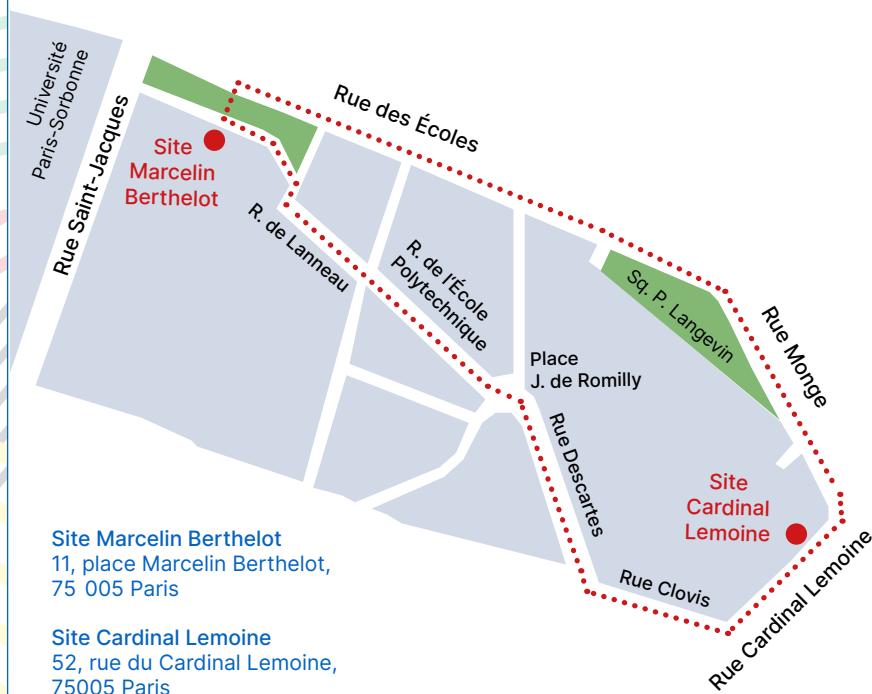 Université
Paris-Sorbonne
Rue Saint-Jacques
Site
Marcelin
Berthelot
Rue des Écoles
R. de Lanneau
R. de l'École
Polytechnique
Sq. P. Langevin
Rue Monge
Place
J. de Romilly
Rue Descartes
Site
Cardinal
Lemoine
Rue Clovis
Rue Cardinal Lemoine
Site Marcelin Berthelot
11, place Marcelin Berthelot,
75 005 Paris
Site Cardinal Lemoine
52, rue du Cardinal Lemoine,
75005 Paris